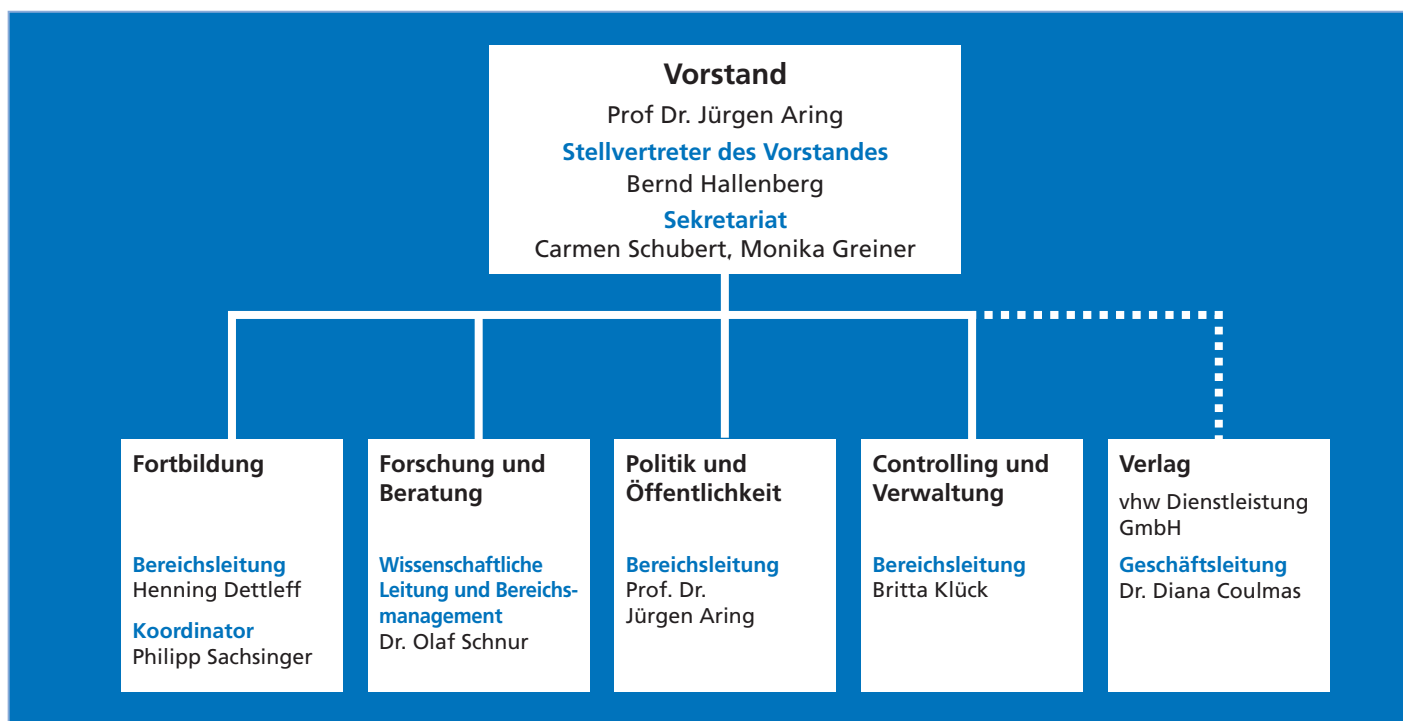 Vorstand
Prof Dr. Jürgen Aring
Stellvertreter des Vorstandes
Bernd Hallenberg
Sekretariat
Carmen Schubert, Monika Greiner
Fortbildung
Bereichsleitung
Henning Dettleff
Koordinator
Philipp Sachsinger
Forschung und
Beratung
Wissenschaftliche
Leitung und Bereichs-
management
Dr. Olaf Schnur
Politik und
Öffentlichkeit
Bereichsleitung
Prof. Dr.
Jürgen Aring
Controlling und
Verwaltung
Bereichsleitung
Britta Klück
Verlag
vhw Dienstleistung
GmbH
Geschäftsleitung
Dr. Diana Coulmas